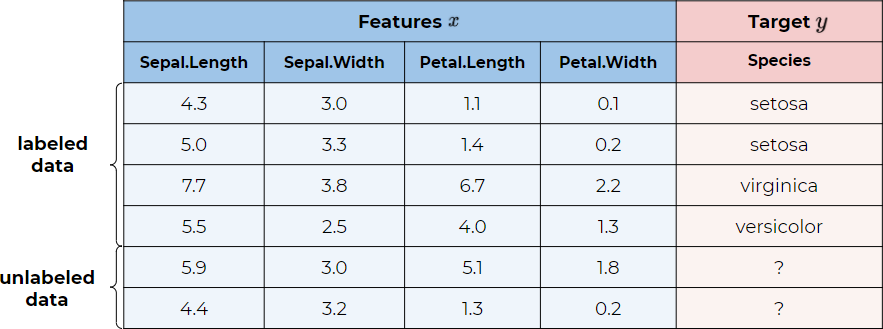 Features x Target y
Sepal.Length Sepal.Width Petal.Length Petal.Width Species
4.3 3.0 1.1 0.1 setosa
5.0 3.3 1.4 0.2 setosa
labeled
data
7.7 3.8 6.7 2.2 virginica
5.5 2.5 4.0 1.3 versicolor
5.9 3.0 5.1 1.8 ?
unlabeled
data
4.4 3.2 1.3 0.2 ?